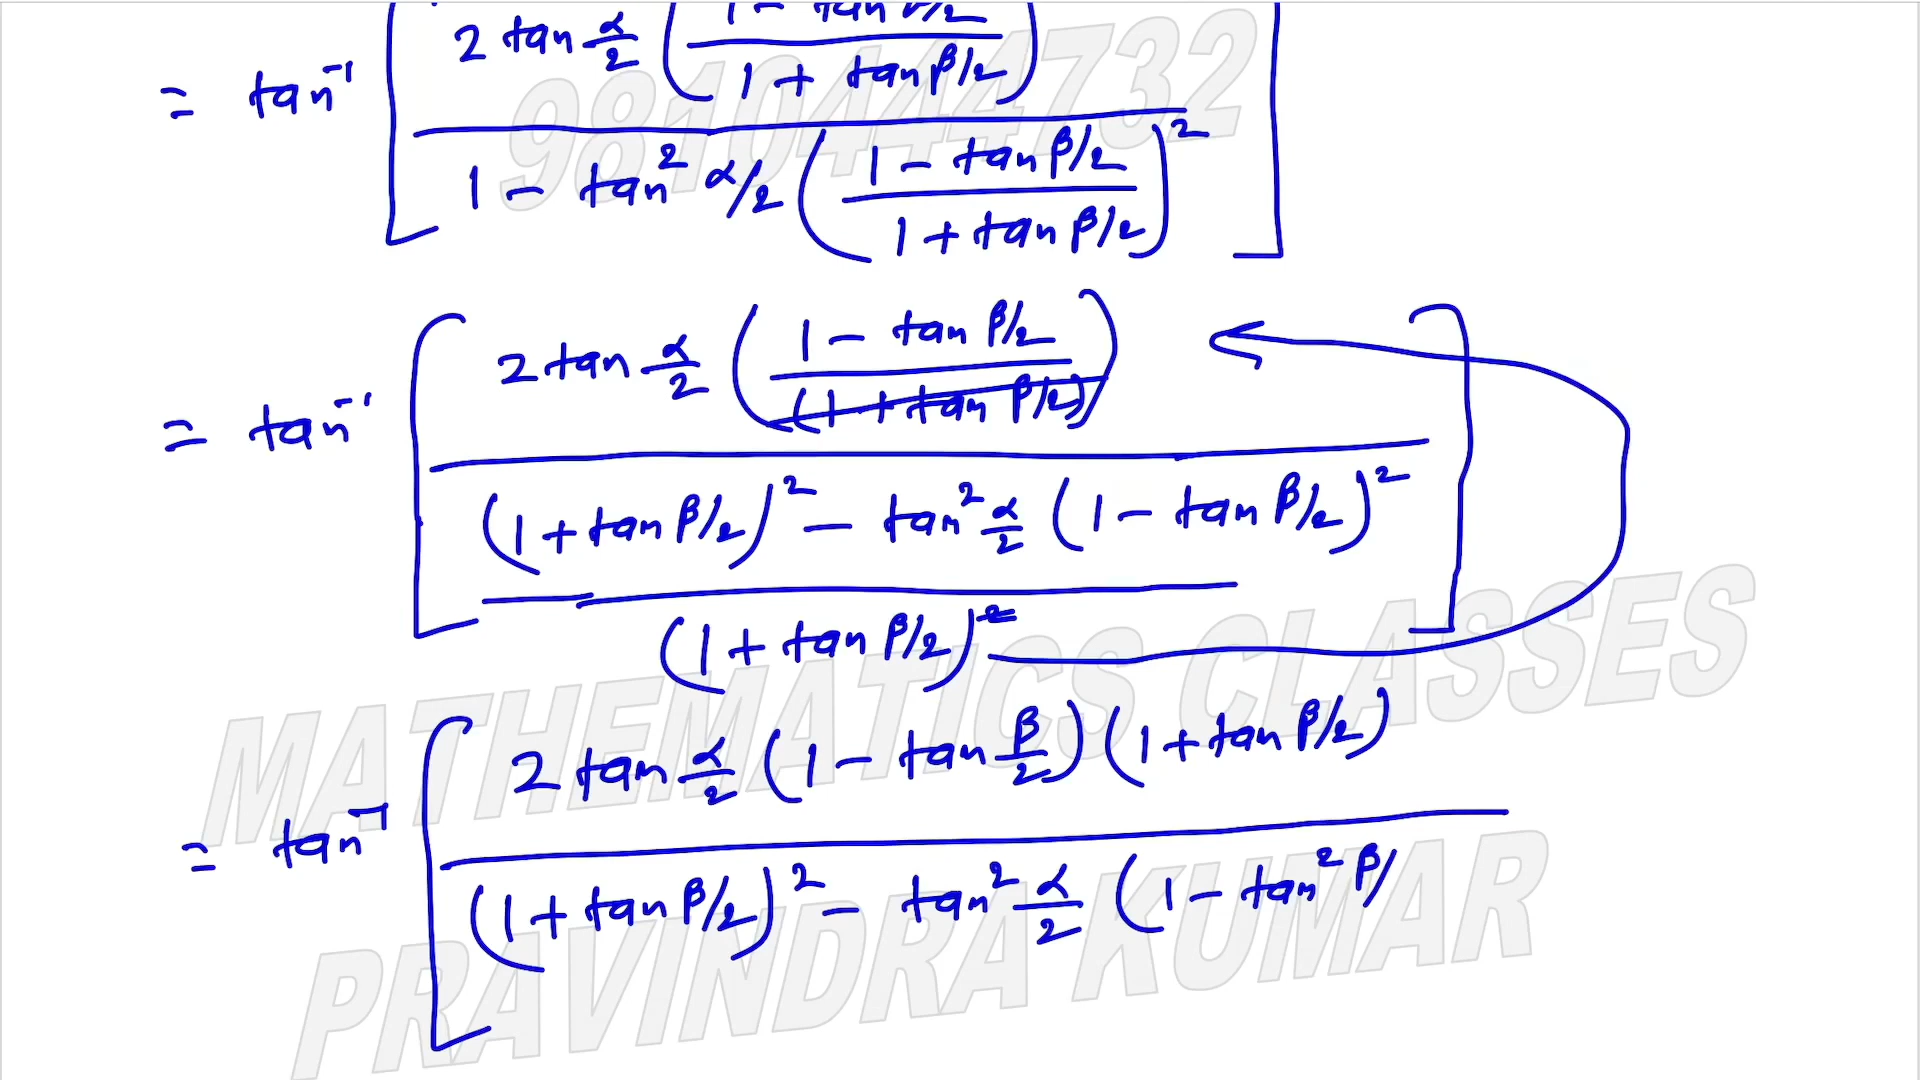 = tan⁻¹ [ 2 tan α/2 ( (1 - tan β/2) / (1 + tan β/2) ) / 1 - tan² α/2 ( (1 - tan β/2) / (1 + tan β/2) )² ]
= tan⁻¹ [ 2 tan α/2 ( (1 - tan β/2) / (1 + tan β/2) ) / (1 + tan β/2)² - tan² α/2 (1 - tan β/2)² / (1 + tan β/2)² ]
= tan⁻¹ [ 2 tan α/2 (1 - tan β/2) (1 + tan β/2) / (1 + tan β/2)² - tan² α/2 (1 - tan² β/
9810444732
MATHEMATICS CLASSES
PRAVINDRA KUMAR